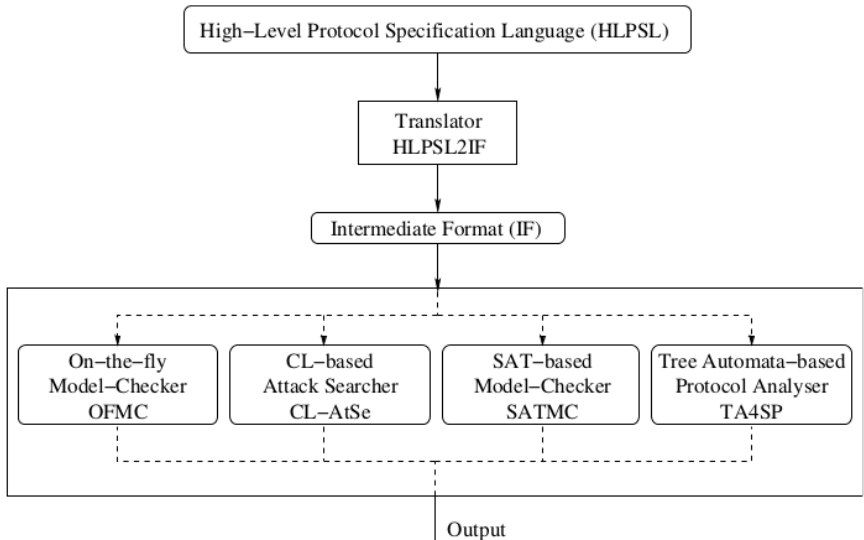 High–Level Protocol Specification Language (HLPSL)
Translator
HLPSL2IF
Intermediate Format (IF)
On–the–fly
Model–Checker
OFMC
CL–based
Attack Searcher
CL–AtSe
SAT–based
Model–Checker
SATMC
Tree Automata–based
Protocol Analyser
TA4SP
Output